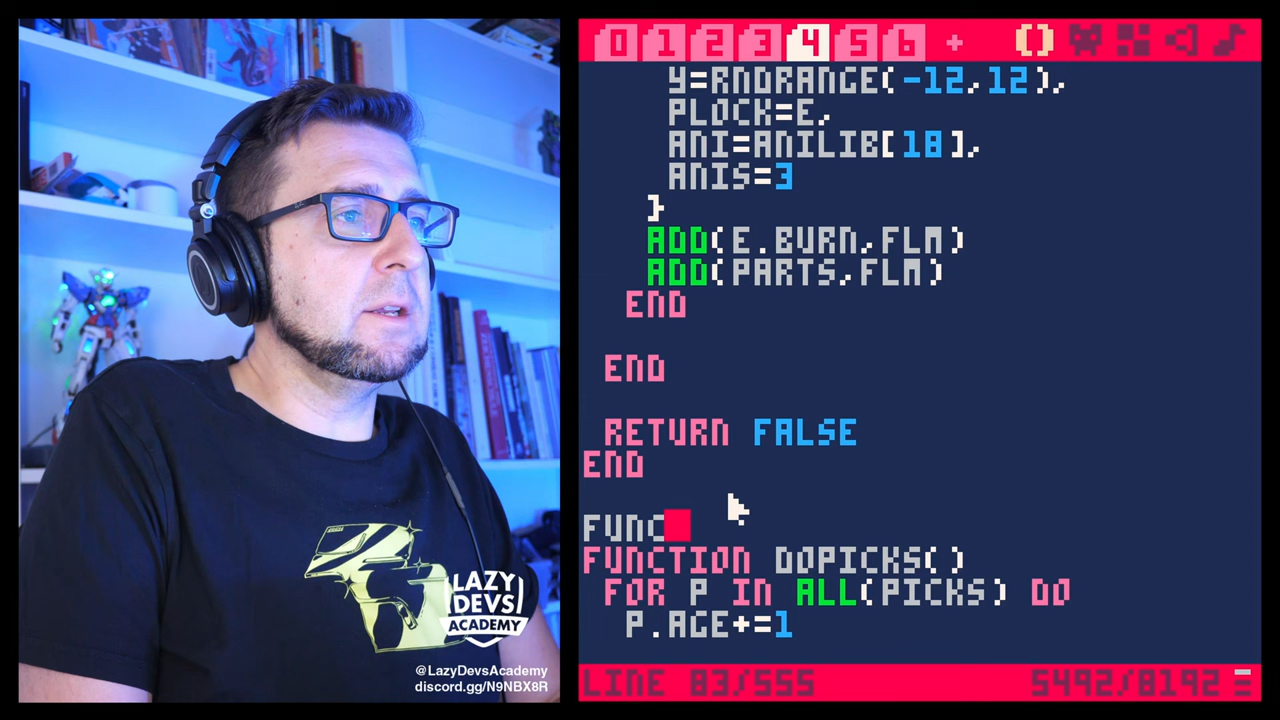 LAZY
DEVS
ACADEMY
@LazyDevsAcademy
discord.gg/N9NBX8R
0 1 2 3 4 5 6 + ()
Y=RNDRANGE(-12,12),
PLOCK=E,
ANI=ANILIB[18],
ANIS=3
}
ADD(E.BURN,FLM)
ADD(PARTS,FLM)
END
END
RETURN FALSE
END
FUNC
FUNCTION DOPICKS()
FOR P IN ALL(PICKS) DO
P.AGE+=1
LINE 83/555 5492/8192